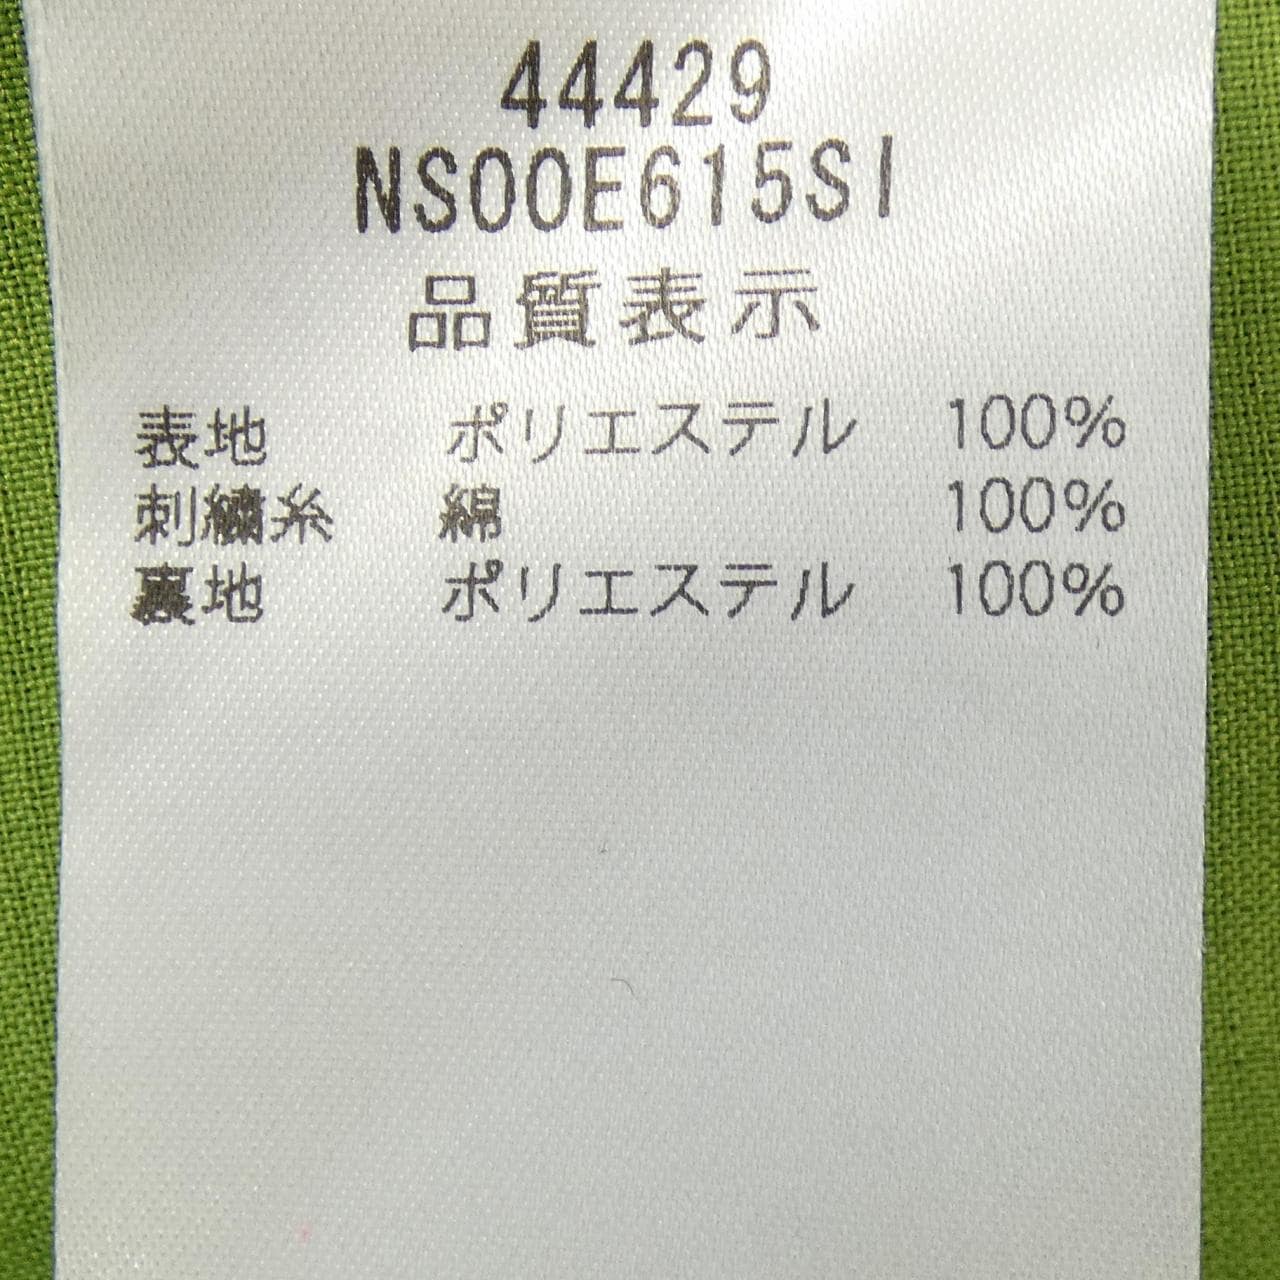 44429
NS00E615SI
品質表示
表地 ポリエステル 100%
刺繍糸 綿 100%
裏地 ポリエステル 100%